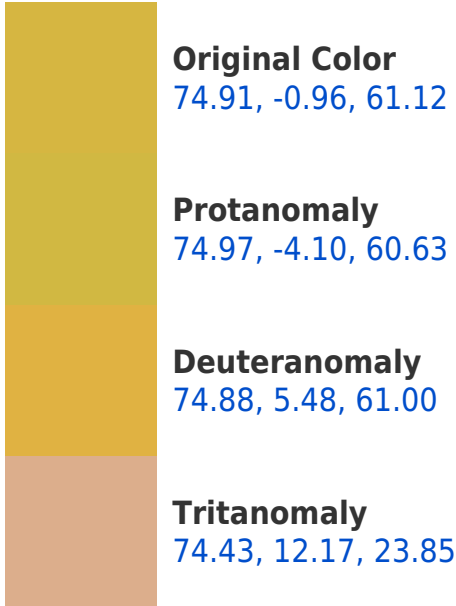 Original Color
74.91, -0.96, 61.12
Protanomaly
74.97, -4.10, 60.63
Deuteranomaly
74.88, 5.48, 61.00
Tritanomaly
74.43, 12.17, 23.85